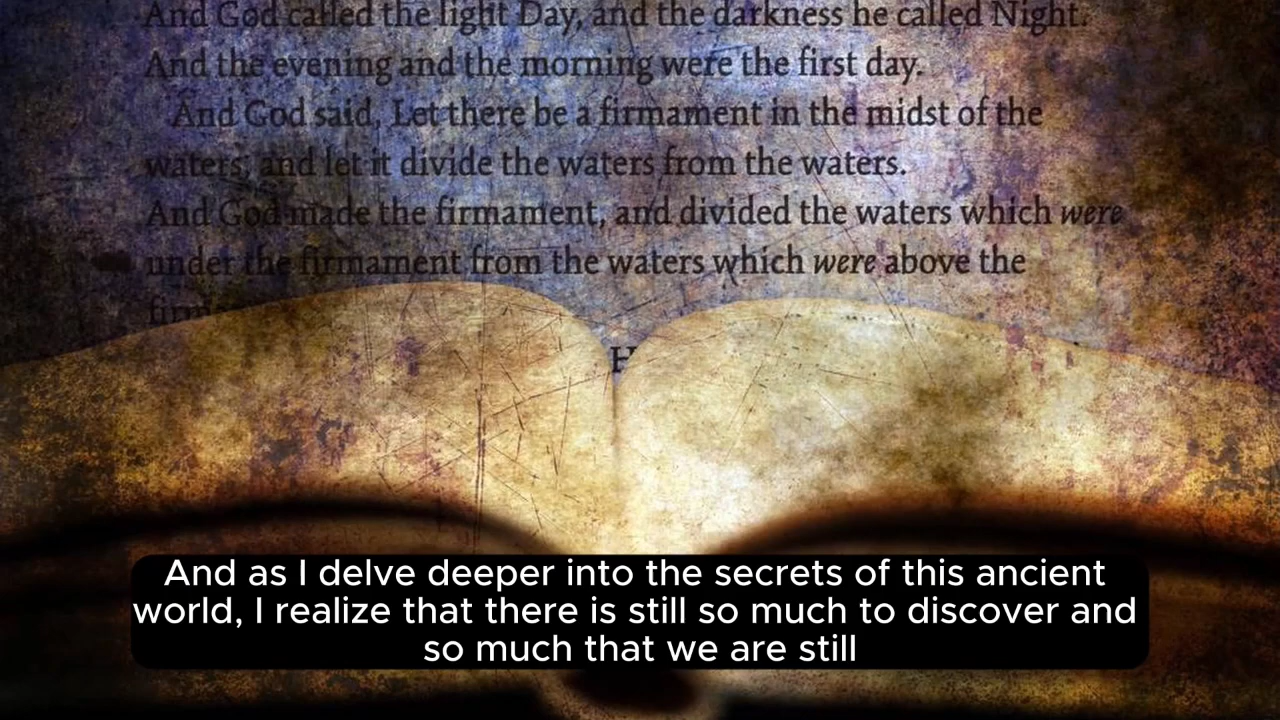 And God called the light Day, and the darkness he called Night.
And the evening and the morning were the first day.
And God said, Let there be a firmament in the midst of the
waters, and let it divide the waters from the waters.
And God made the firmament, and divided the waters which were
under the firmament from the waters which were above the
firm
H
And as I delve deeper into the secrets of this ancient
world, I realize that there is still so much to discover and
so much that we are still